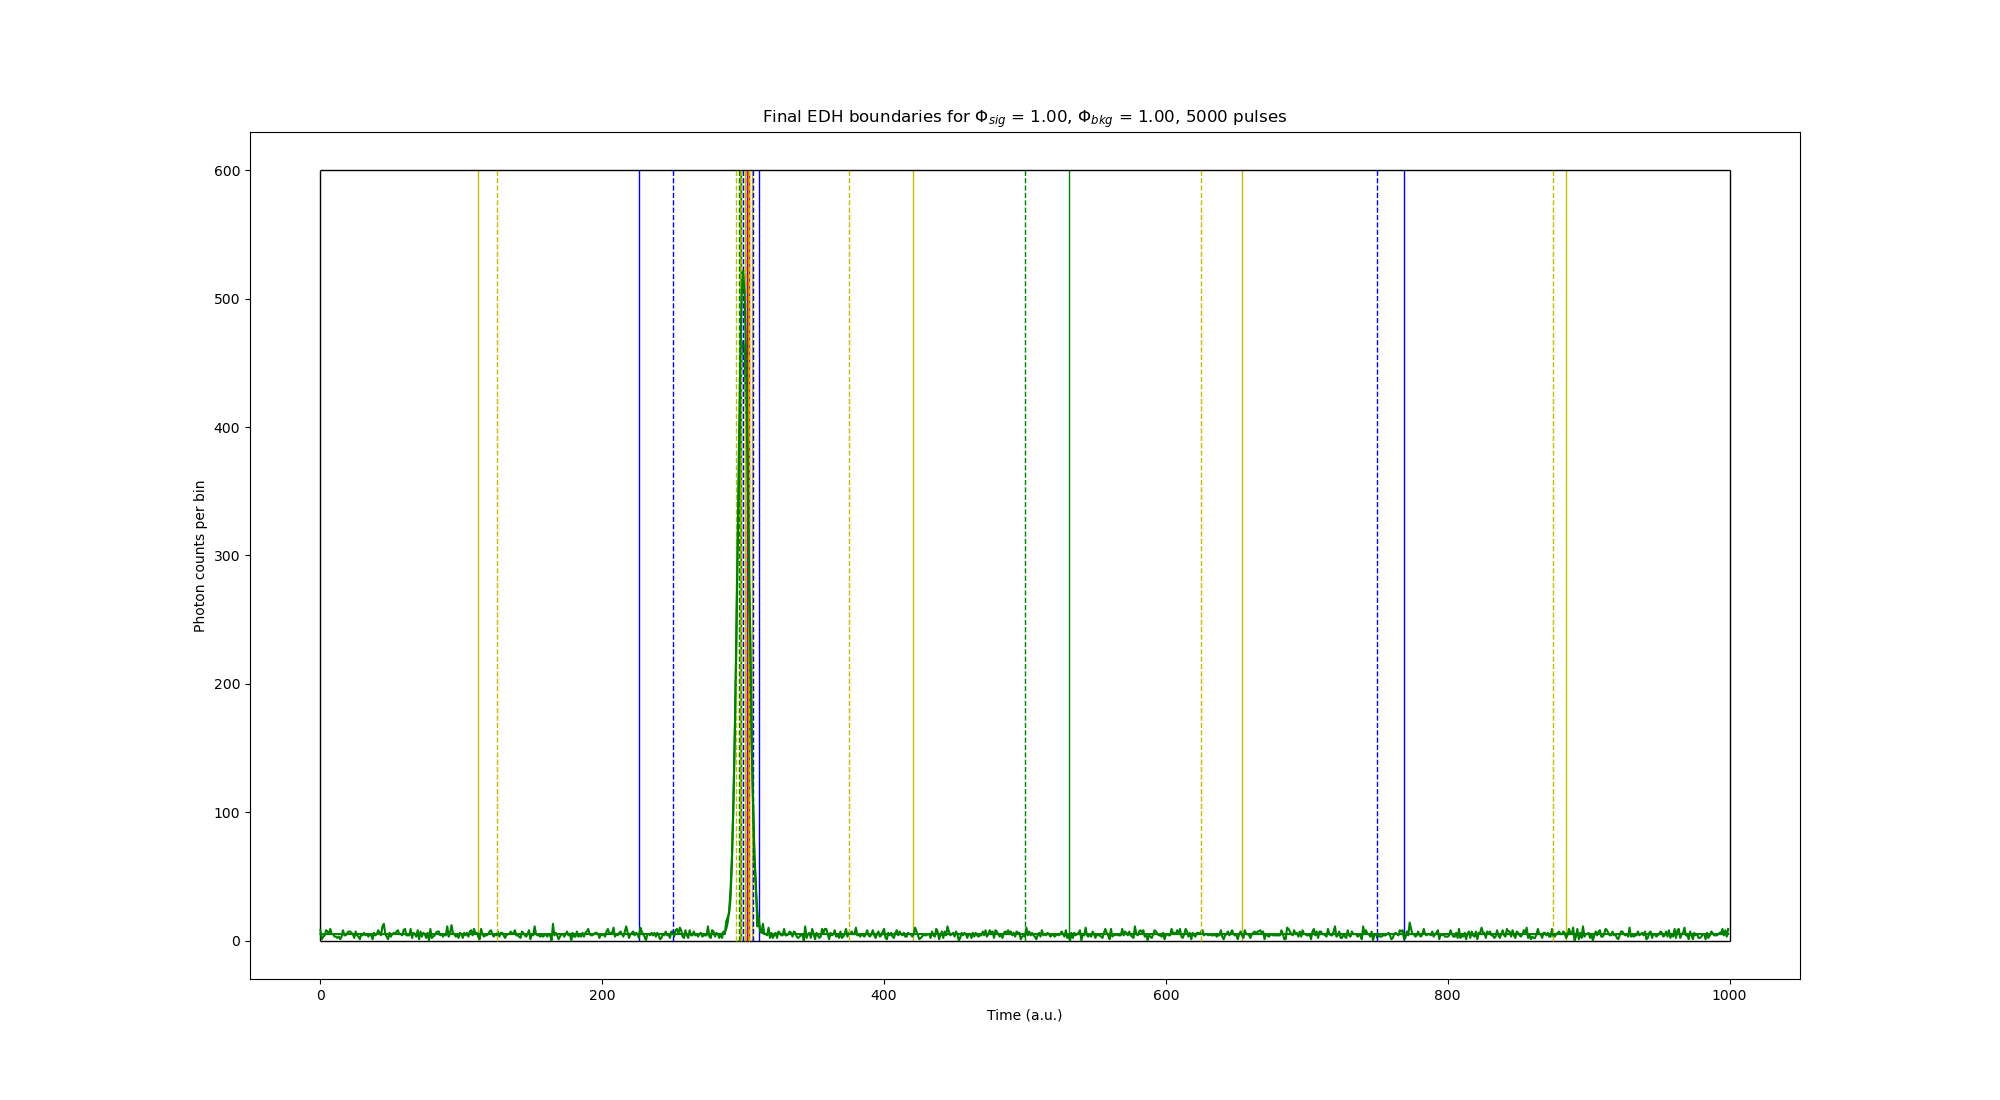 Final EDH boundaries for Φsig = 1.00, Φbkg = 1.00, 5000 pulses
Photon counts per bin
600
500
400
300
200
100
0
0 200 400 600 800 1000
Time (a.u.)